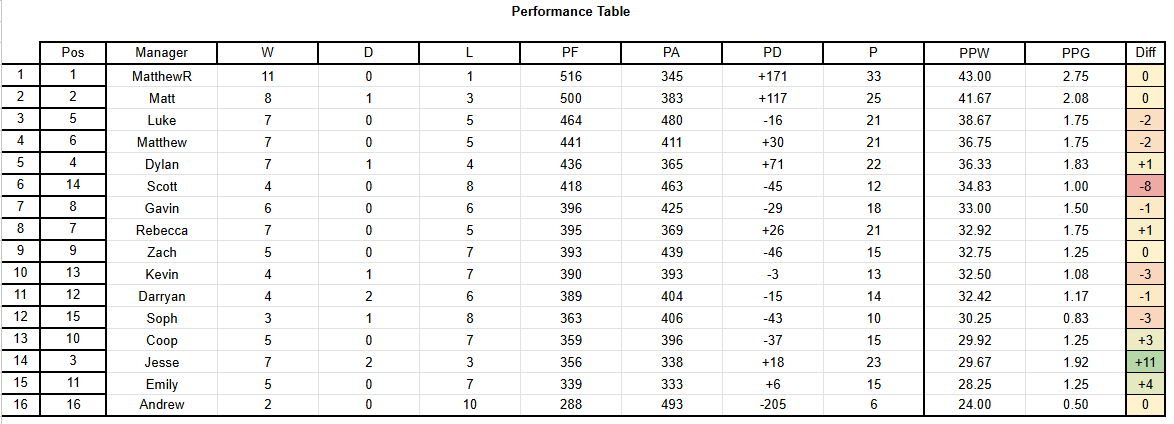 Performance Table
Pos Manager W D L PF PA PD P PPW PPG Diff
1 1 MatthewR 11 0 1 516 345 +171 33 43.00 2.75 0
2 2 Matt 8 1 3 500 383 +117 25 41.67 2.08 0
3 5 Luke 7 0 5 464 480 -16 21 38.67 1.75 -2
4 6 Matthew 7 0 5 441 411 +30 21 36.75 1.75 -2
5 4 Dylan 7 1 4 436 365 +71 22 36.33 1.83 +1
6 14 Scott 4 0 8 418 463 -45 12 34.83 1.00 -8
7 8 Gavin 6 0 6 396 425 -29 18 33.00 1.50 -1
8 7 Rebecca 7 0 5 395 369 +26 21 32.92 1.75 +1
9 9 Zach 5 0 7 393 439 -46 15 32.75 1.25 0
10 13 Kevin 4 1 7 390 393 -3 13 32.50 1.08 -3
11 12 Darryan 4 2 6 389 404 -15 14 32.42 1.17 -1
12 15 Soph 3 1 8 363 406 -43 10 30.25 0.83 -3
13 10 Coop 5 0 7 359 396 -37 15 29.92 1.25 +3
14 3 Jesse 7 2 3 356 338 +18 23 29.67 1.92 +11
15 11 Emily 5 0 7 339 333 +6 15 28.25 1.25 +4
16 16 Andrew 2 0 10 288 493 -205 6 24.00 0.50 0